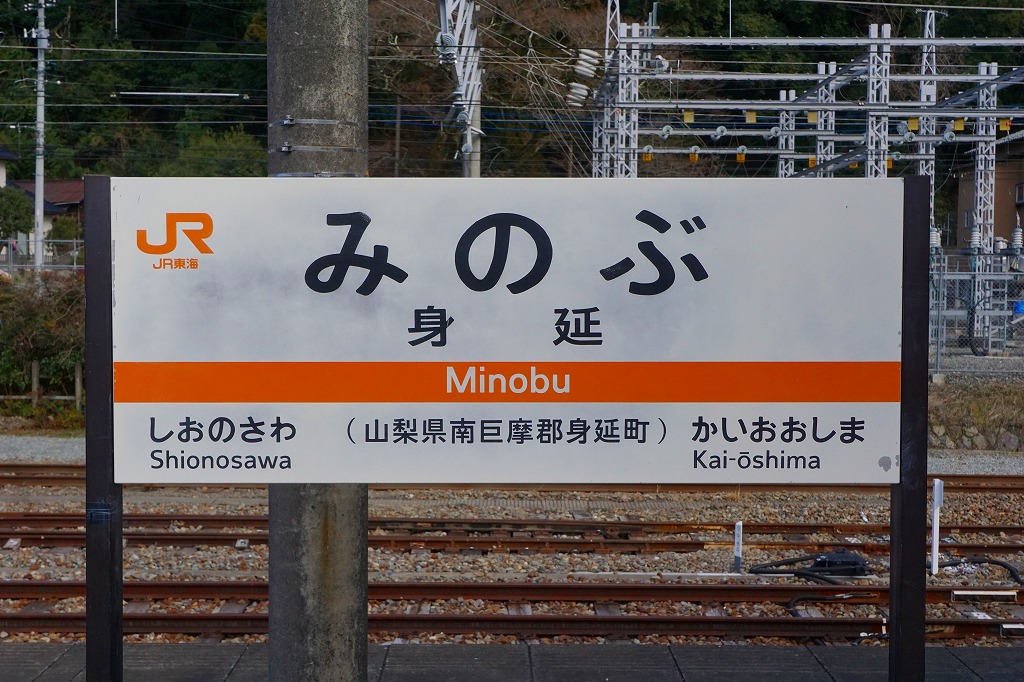 JR
JR東海
みのぶ
身延
Minobu
しおのさわ (山梨県南巨摩郡身延町) かいおおしま
Shionosawa Kai-ōshima